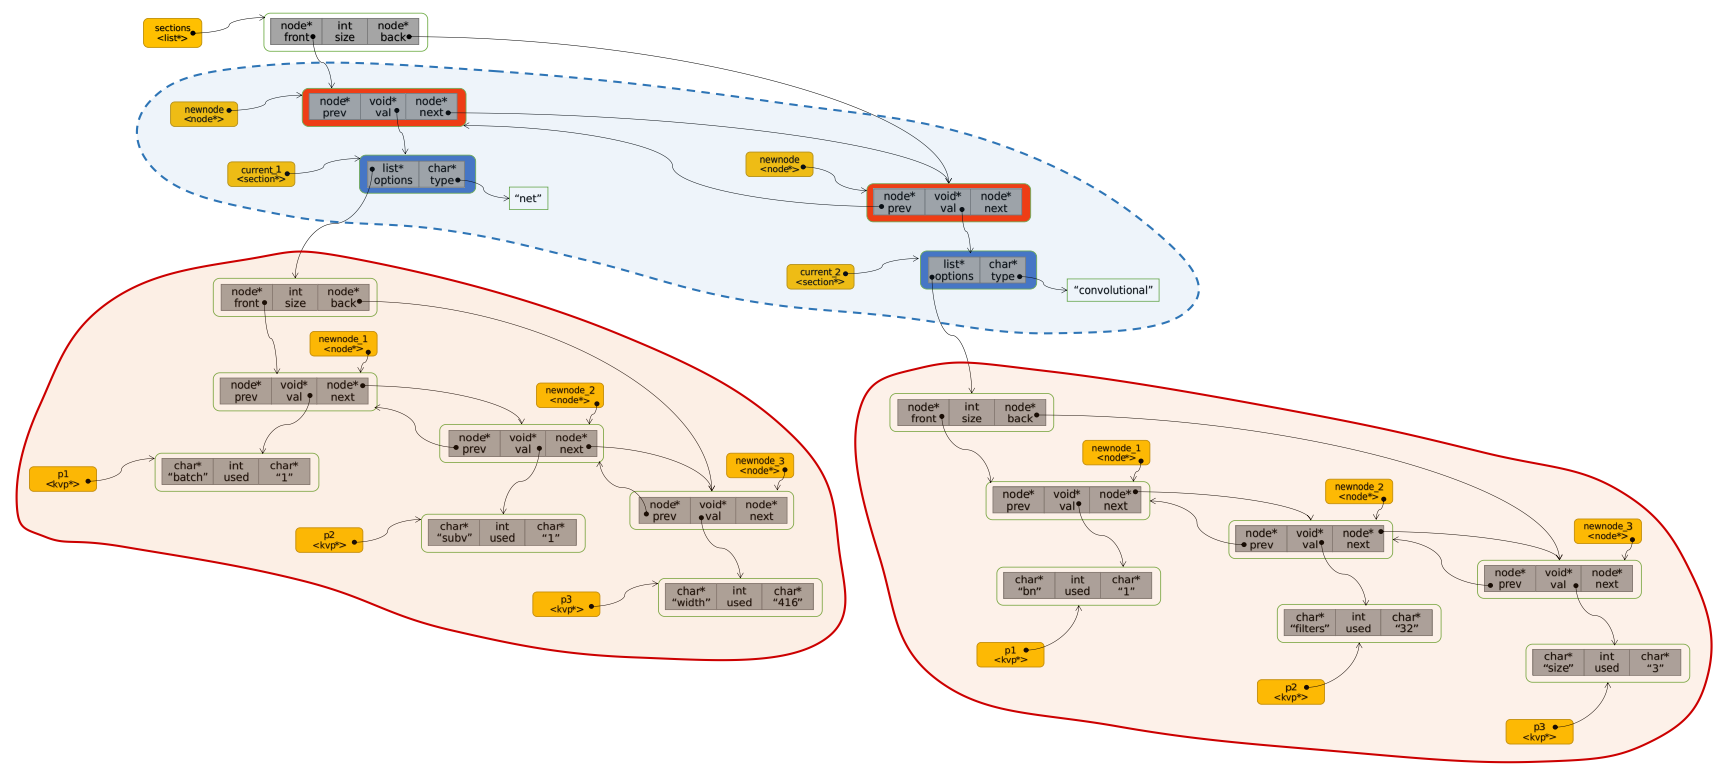 sections
<list*>
node* int node*
front size back
newnode
<node*>
node* void* node*
prev val next
current_1
<section*>
list* char*
options type
“net”
newnode
<node*>
node* void* node*
prev val next
current_2
<section*>
list* char*
options type
“convolutional”
node* int node*
front size back
newnode_1
<node*>
node* void* node*
prev val next
newnode_2
<node*>
node* void* node*
prev val next
p1
<kvp*>
char* int char*
“batch” used “1”
newnode_3
<node*>
node* void* node*
prev val next
p2
<kvp*>
char* int char*
“subv” used “1”
p3
<kvp*>
char* int char*
“width” used “416”
node* int node*
front size back
newnode_1
<node*>
node* void* node*
prev val next
newnode_2
<node*>
node* void* node*
prev val next
newnode_3
<node*>
node* void* node*
prev val next
char* int char*
“bn” used “1”
p1
<kvp*>
char* int char*
“filters” used “32”
p2
<kvp*>
char* int char*
“size” used “3”
p3
<kvp*>